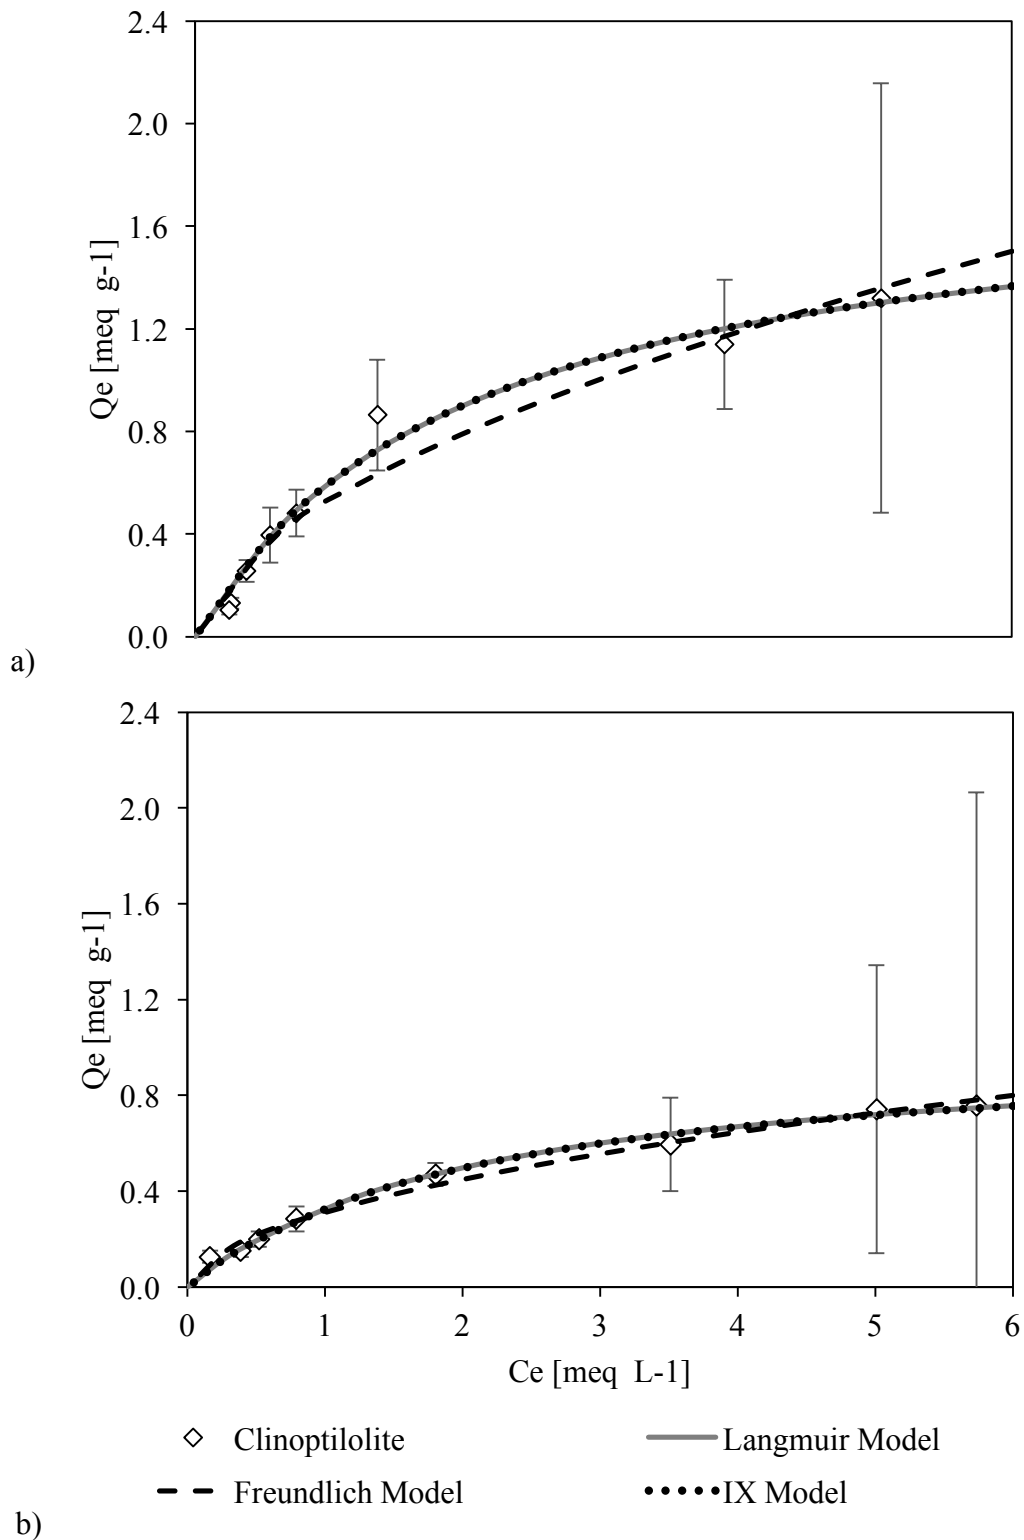 2.4
2.0
1.6
1.2
0.8
0.4
0.0
Qe [meq g-1]
a)
2.4
2.0
1.6
1.2
0.8
0.4
0.0
Qe [meq g-1]
0 1 2 3 4 5 6
Ce [meq L-1]
Clinoptilolite Langmuir Model
Freundlich Model IX Model
b)